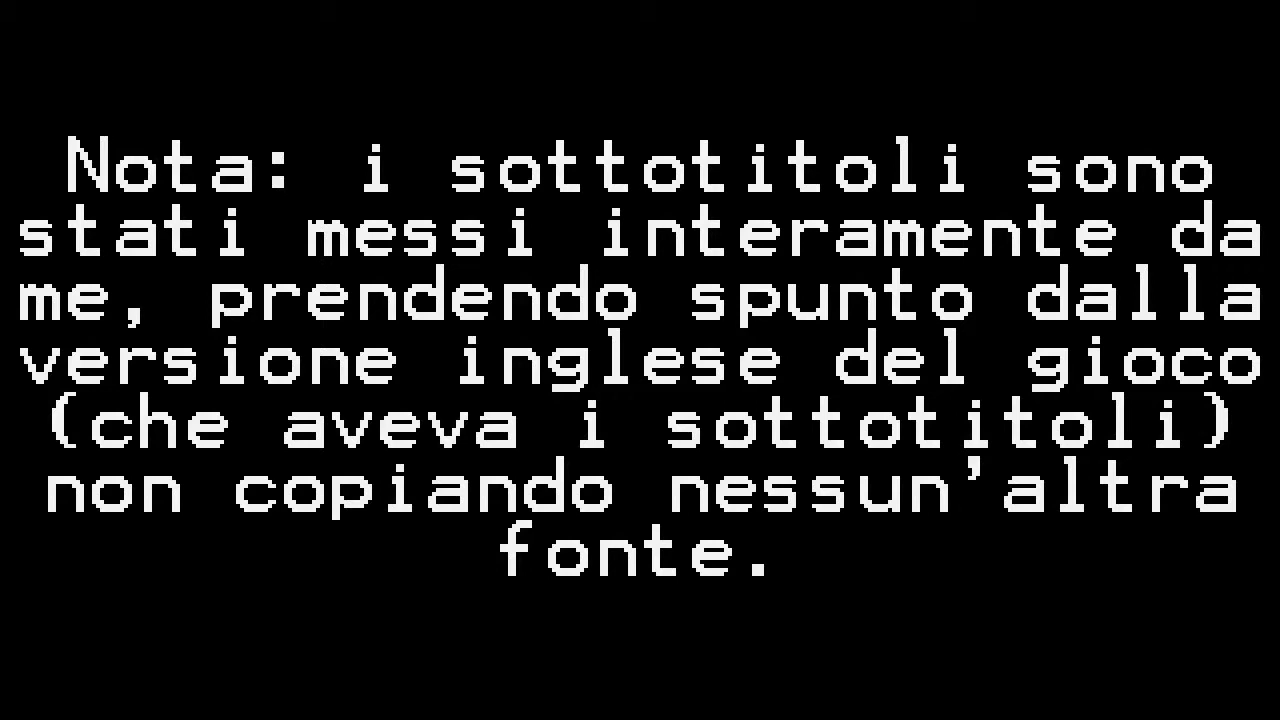 Nota: i sottotitoli sono
stati messi interamente da
me, prendendo spunto dalla
versione inglese del gioco
(che aveva i sottotitoli)
non copiando nessun'altra
fonte.